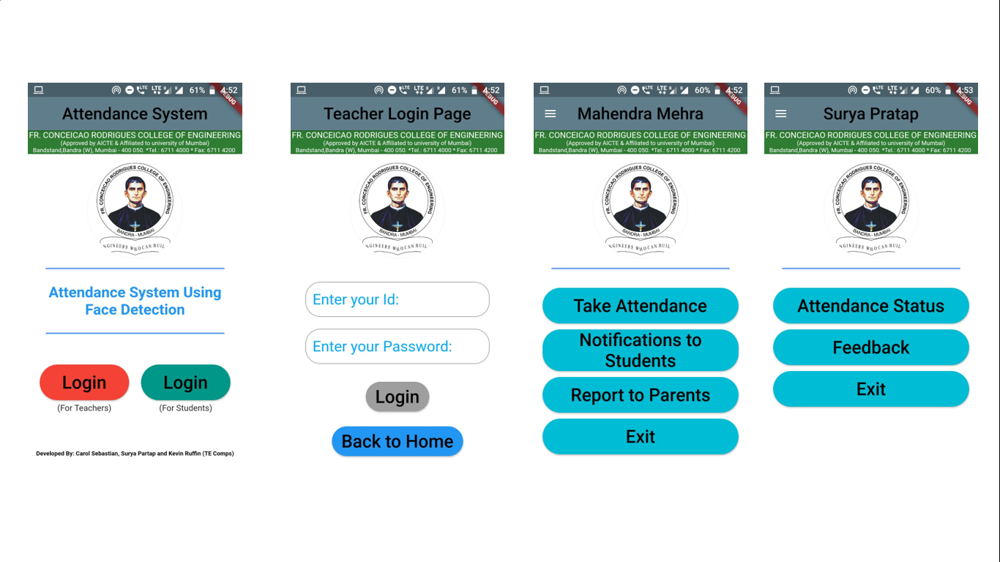 LTE LTE R R 61% 4:52
DEBUG
Attendance System
FR. CONCEICAO RODRIGUES COLLEGE OF ENGINEERING
(Approved by AICTE & Affiliated to university of Mumbai)
Bandstand,Bandra (W), Mumbai - 400 050. *Tel.: 6711 4000 * Fax: 6711 4200
FR. CONCEICAO RODRIGUES COLLEGE OF ENGINEERING
BANDRA - MUMBAI
NGINEERS WHO CAN BUIL
Attendance System Using
Face Detection
Login Login
(For Teachers) (For Students)
Developed By: Carol Sebastian, Surya Partap and Kevin Ruffin (TE Comps)
LTE LTE R R 61% 4:52
DEBUG
Teacher Login Page
FR. CONCEICAO RODRIGUES COLLEGE OF ENGINEERING
(Approved by AICTE & Affiliated to university of Mumbai)
Bandstand,Bandra (W), Mumbai - 400 050. *Tel.: 6711 4000 * Fax: 6711 4200
FR. CONCEICAO RODRIGUES COLLEGE OF ENGINEERING
BANDRA - MUMBAI
NGINEERS WHO CAN BUIL
Enter your Id:
Enter your Password:
Login
Back to Home
LTE LTE R R 60% 4:52
DEBUG
Mahendra Mehra
FR. CONCEICAO RODRIGUES COLLEGE OF ENGINEERING
(Approved by AICTE & Affiliated to university of Mumbai)
Bandstand,Bandra (W), Mumbai - 400 050. *Tel.: 6711 4000 * Fax: 6711 4200
FR. CONCEICAO RODRIGUES COLLEGE OF ENGINEERING
BANDRA - MUMBAI
NGINEERS WHO CAN BUIL
Take Attendance
Notifications to
Students
Report to Parents
Exit
LTE LTE R R 60% 4:53
DEBUG
Surya Pratap
FR. CONCEICAO RODRIGUES COLLEGE OF ENGINEERING
(Approved by AICTE & Affiliated to university of Mumbai)
Bandstand,Bandra (W), Mumbai - 400 050. *Tel.: 6711 4000 * Fax: 6711 4200
FR. CONCEICAO RODRIGUES COLLEGE OF ENGINEERING
BANDRA - MUMBAI
NGINEERS WHO CAN BUIL
Attendance Status
Feedback
Exit